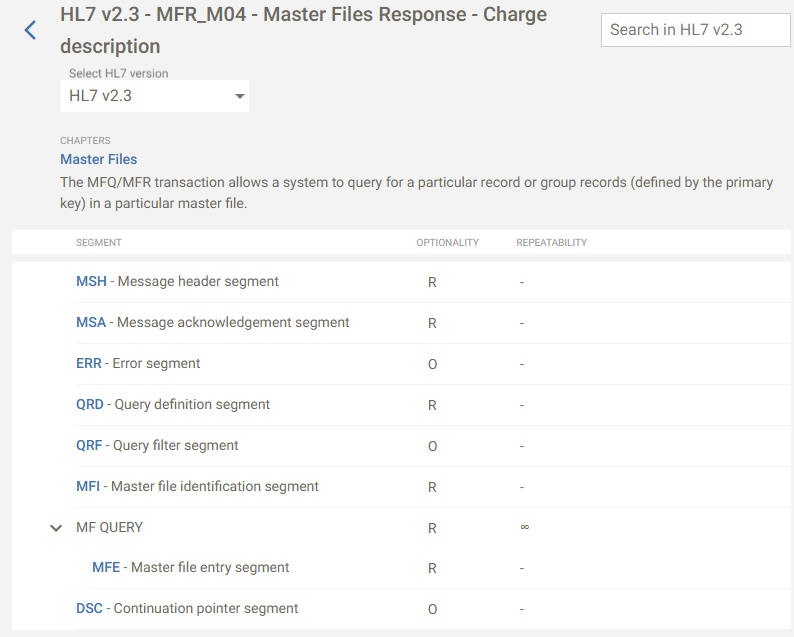 HL7 v2.3 - MFR_M04 - Master Files Response - Charge
description
Search in HL7 v2.3
Select HL7 version
HL7 v2.3
CHAPTERS
Master Files
The MFQ/MFR transaction allows a system to query for a particular record or group records (defined by the primary
key) in a particular master file.
SEGMENT OPTIONALITY REPEATABILITY
MSH - Message header segment R -
MSA - Message acknowledgement segment R -
ERR - Error segment O -
QRD - Query definition segment R -
QRF - Query filter segment O -
MFI - Master file identification segment R -
MF QUERY R ∞
MFE - Master file entry segment R -
DSC - Continuation pointer segment O -